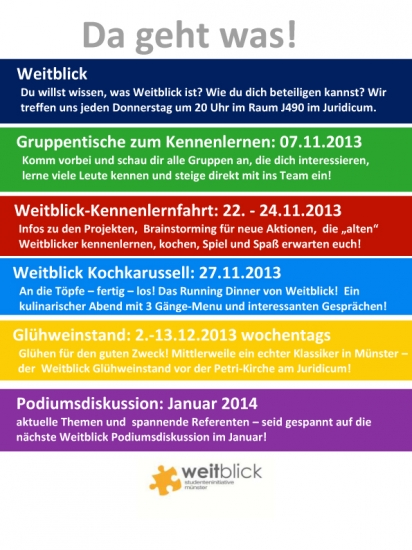 Da geht was!
Weitblick
Du willst wissen, was Weitblick ist? Wie du dich beteiligen kannst? Wir
treffen uns jeden Donnerstag um 20 Uhr im Raum J490 im Juridicum.
Gruppentische zum Kennenlernen: 07.11.2013
Komm vorbei und schau dir alle Gruppen an, die dich interessieren,
lerne viele Leute kennen und steige direkt mit ins Team ein!
Weitblick-Kennenlernfahrt: 22. - 24.11.2013
Infos zu den Projekten, Brainstorming für neue Aktionen, die „alten“
Weitblicker kennenlernen, kochen, Spiel und Spaß erwarten euch!
Weitblick Kochkarussell: 27.11.2013
An die Töpfe – fertig – los! Das Running Dinner von Weitblick! Ein
kulinarischer Abend mit 3 Gänge-Menu und interessanten Gesprächen!
Glühweinstand: 2.-13.12.2013 wochentags
Glühen für den guten Zweck! Mittlerweile ein echter Klassiker in Münster –
der Weitblick Glühweinstand vor der Petri-Kirche am Juridicum!
Podiumsdiskussion: Januar 2014
aktuelle Themen und spannende Referenten – seid gespannt auf die
nächste Weitblick Podiumsdiskussion im Januar!
weitblick
studenteninitiative
münster